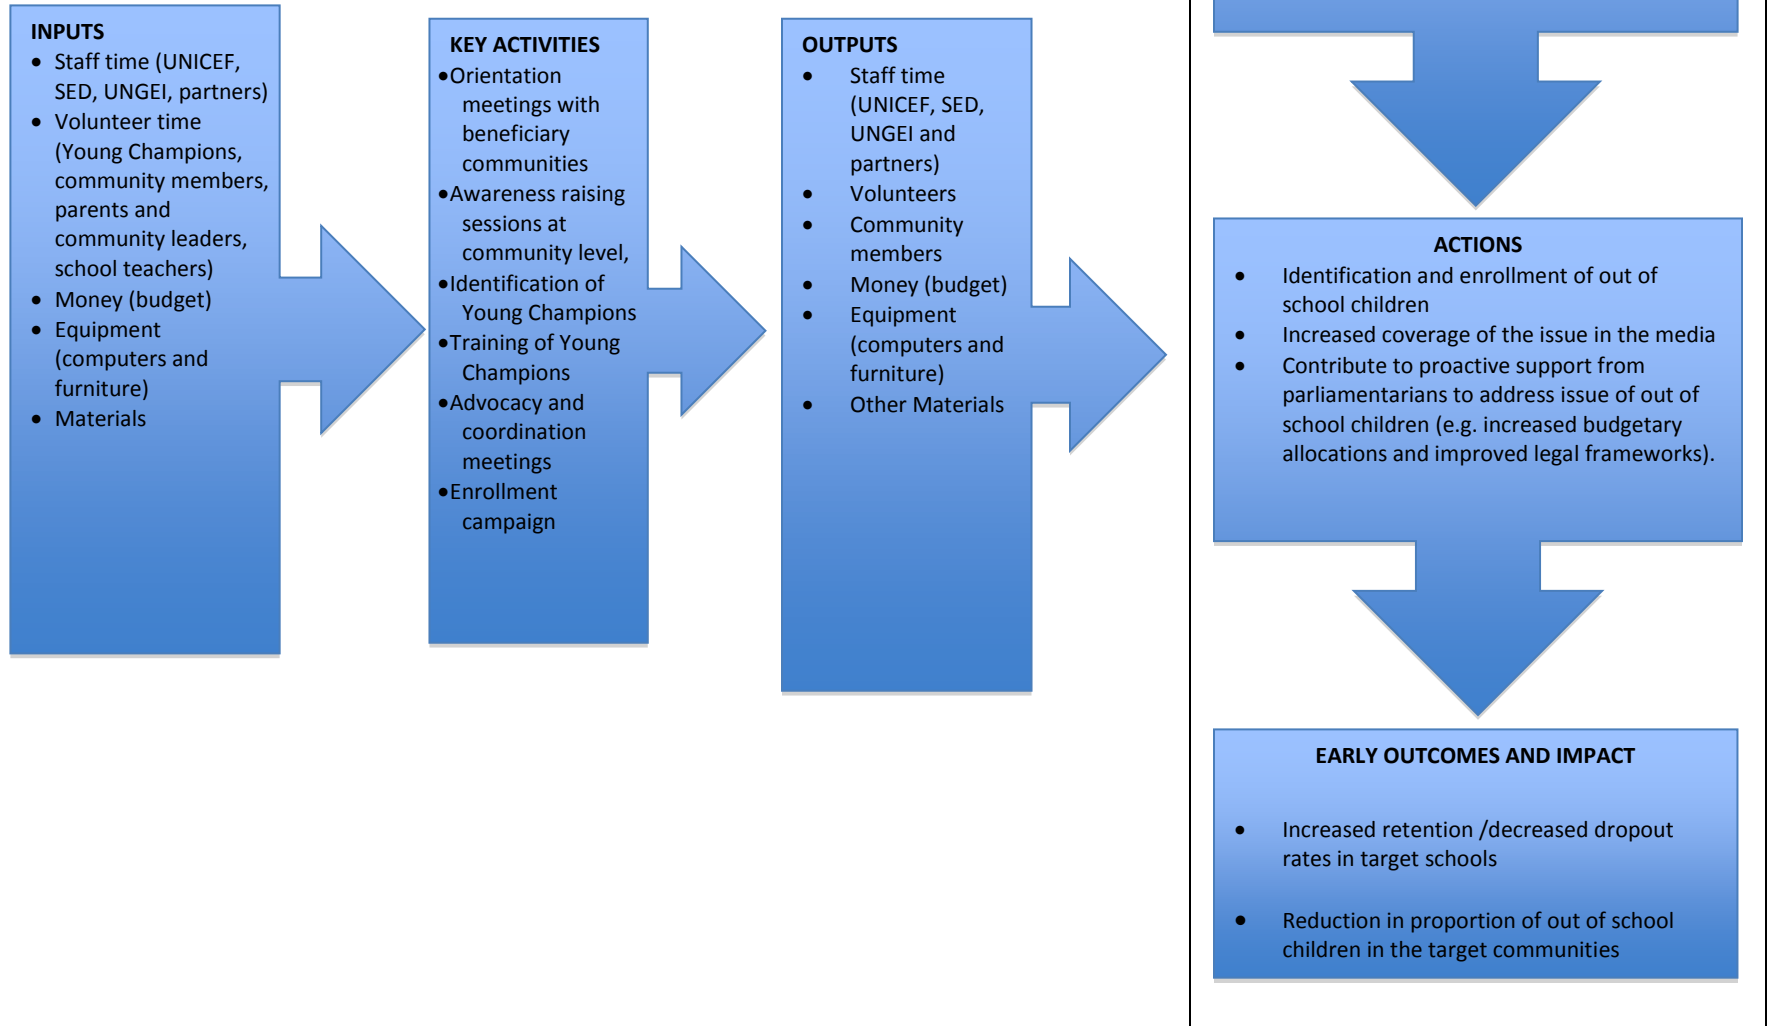 INPUTS
• Staff time (UNICEF,
SED, UNGEI, partners)
• Volunteer time
(Young Champions,
community members,
parents and
community leaders,
school teachers)
• Money (budget)
• Equipment
(computers and
furniture)
• Materials
KEY ACTIVITIES
•Orientation
meetings with
beneficiary
communities
•Awareness raising
sessions at
community level,
•Identification of
Young Champions
•Training of Young
Champions
•Advocacy and
coordination
meetings
•Enrollment
campaign
OUTPUTS
• Staff time
(UNICEF, SED,
UNGEI and
partners)
• Volunteers
• Community
members
• Money (budget)
• Equipment
(computers and
furniture)
• Other Materials
ACTIONS
• Identification and enrollment of out of
school children
• Increased coverage of the issue in the media
• Contribute to proactive support from
parliamentarians to address issue of out of
school children (e.g. increased budgetary
allocations and improved legal frameworks).
EARLY OUTCOMES AND IMPACT
• Increased retention /decreased dropout
rates in target schools
• Reduction in proportion of out of school
children in the target communities